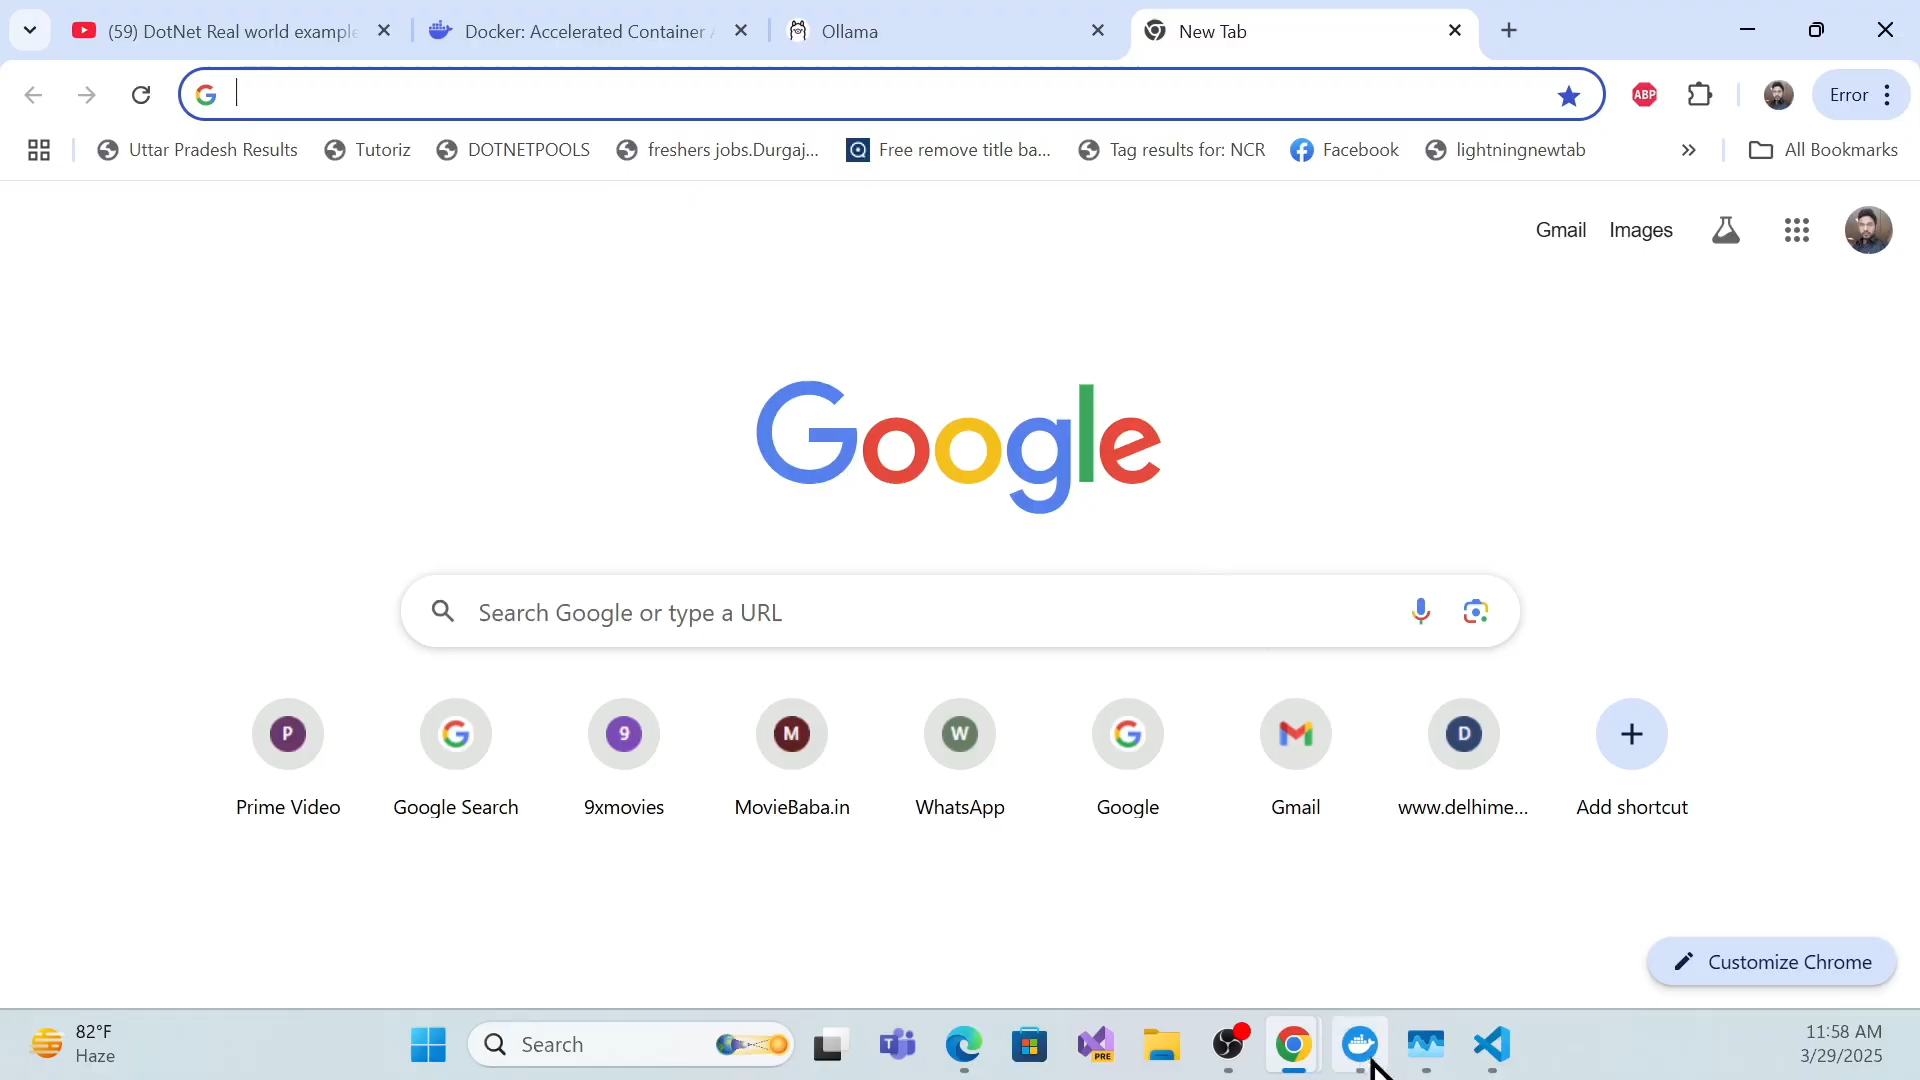 (59) DotNet Real world example
Docker: Accelerated Container A
Ollama
New Tab
ABP
Error
Uttar Pradesh Results
Tutoriz
DOTNETPOOLS
freshers jobs.Durgaj...
Free remove title ba...
Tag results for: NCR
Facebook
lightningnewtab
All Bookmarks
Gmail
Images
Google
Search Google or type a URL
P
9
M
W
D
Prime Video
Google Search
9xmovies
MovieBaba.in
WhatsApp
Google
Gmail
www.delhime...
Add shortcut
Customize Chrome
82°F
Haze
Search
T
PRE
11:58 AM
3/29/2025